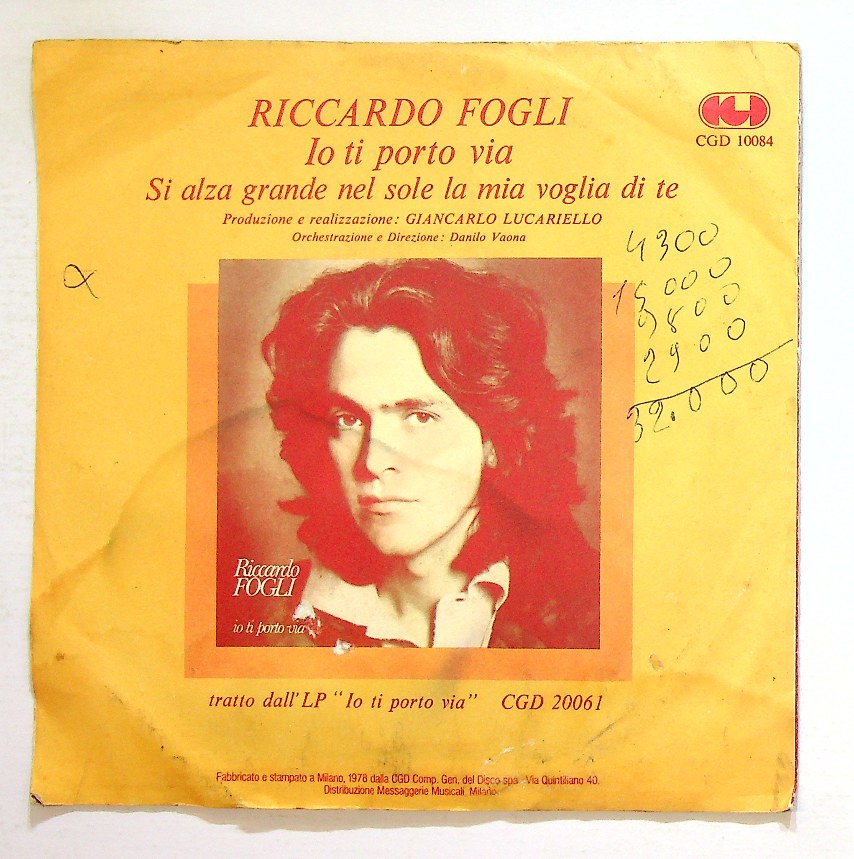 RICCARDO FOGLI
Io ti porto via
Si alza grande nel sole la mia voglia di te
Produzione e realizzazione: GIANCARLO LUCARIELLO
Orchestrazione e Direzione: Danilo Vaona
CGD
CGD 10084
4300
15000
9800
2900
32.000
Riccardo
FOGLI
io ti porto via
tratto dall'LP "Io ti porto via" CGD 20061
Fabbricato e stampato a Milano, 1978 dalla CGD Comp. Gen. del Disco spa Via Quintiliano 40.
Distribuzione Messaggerie Musicali, Milano